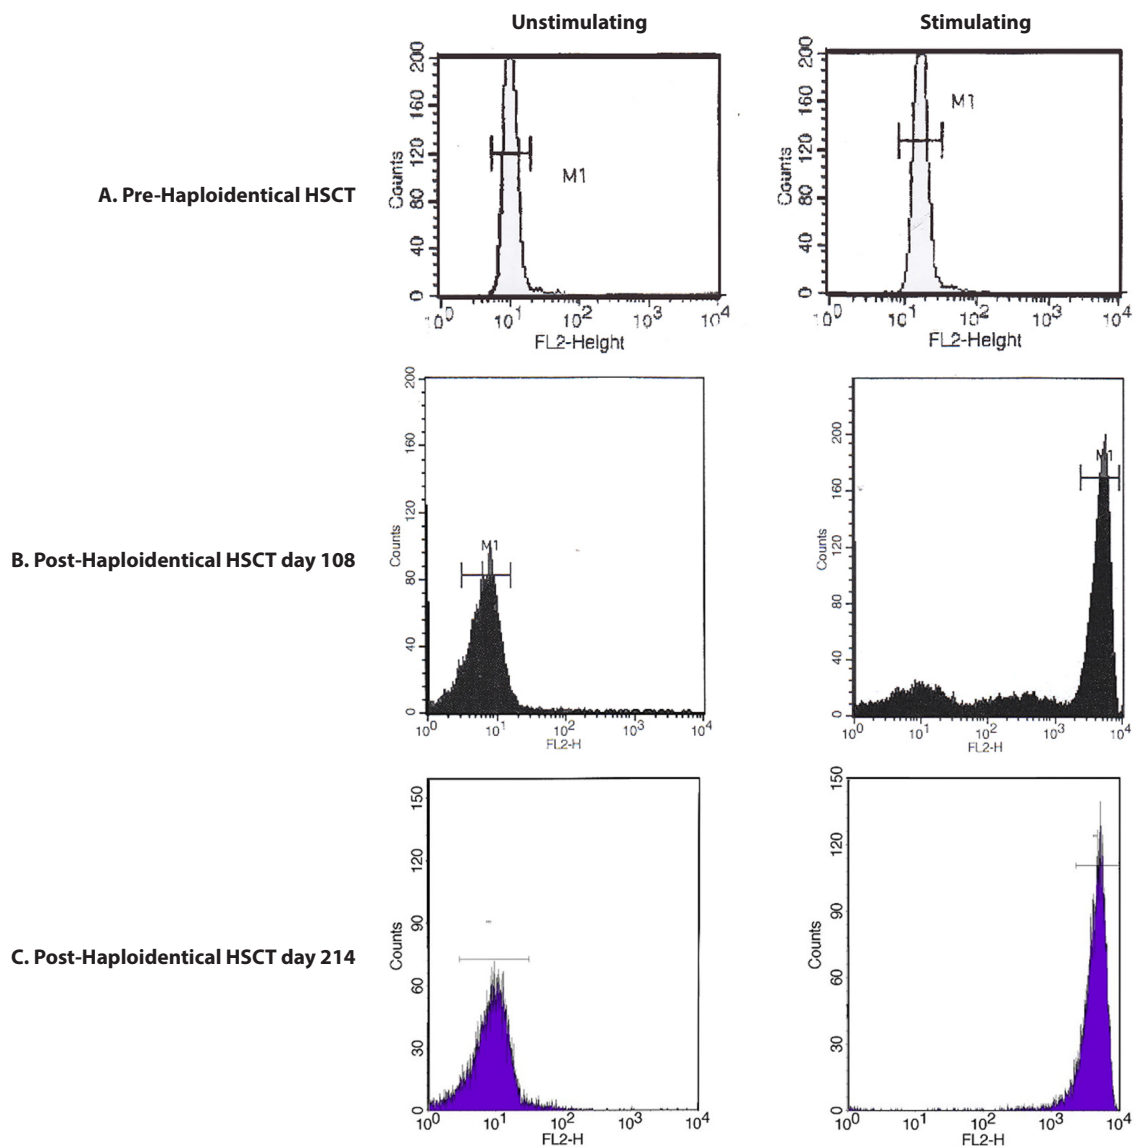 Unstimulating
Stimulating
A. Pre-Haploidentical HSCT
200
160
120
80
40
0
Counts
M1
10^0 10^1 10^2 10^3 10^4
FL2-Height
200
160
120
80
40
0
Counts
M1
10^0 10^1 10^2 10^3 10^4
FL2-Height
B. Post-Haploidentical HSCT day 108
200
160
120
80
40
0
Counts
M1
10^0 10^1 10^2 10^3 10^4
FL2-H
200
160
120
80
40
0
Counts
M1
10^0 10^1 10^2 10^3 10^4
FL2-H
C. Post-Haploidentical HSCT day 214
150
120
90
60
30
0
Counts
10^0 10^1 10^2 10^3 10^4
FL2-H
150
120
90
60
30
0
Counts
10^0 10^1 10^2 10^3 10^4
FL2-H